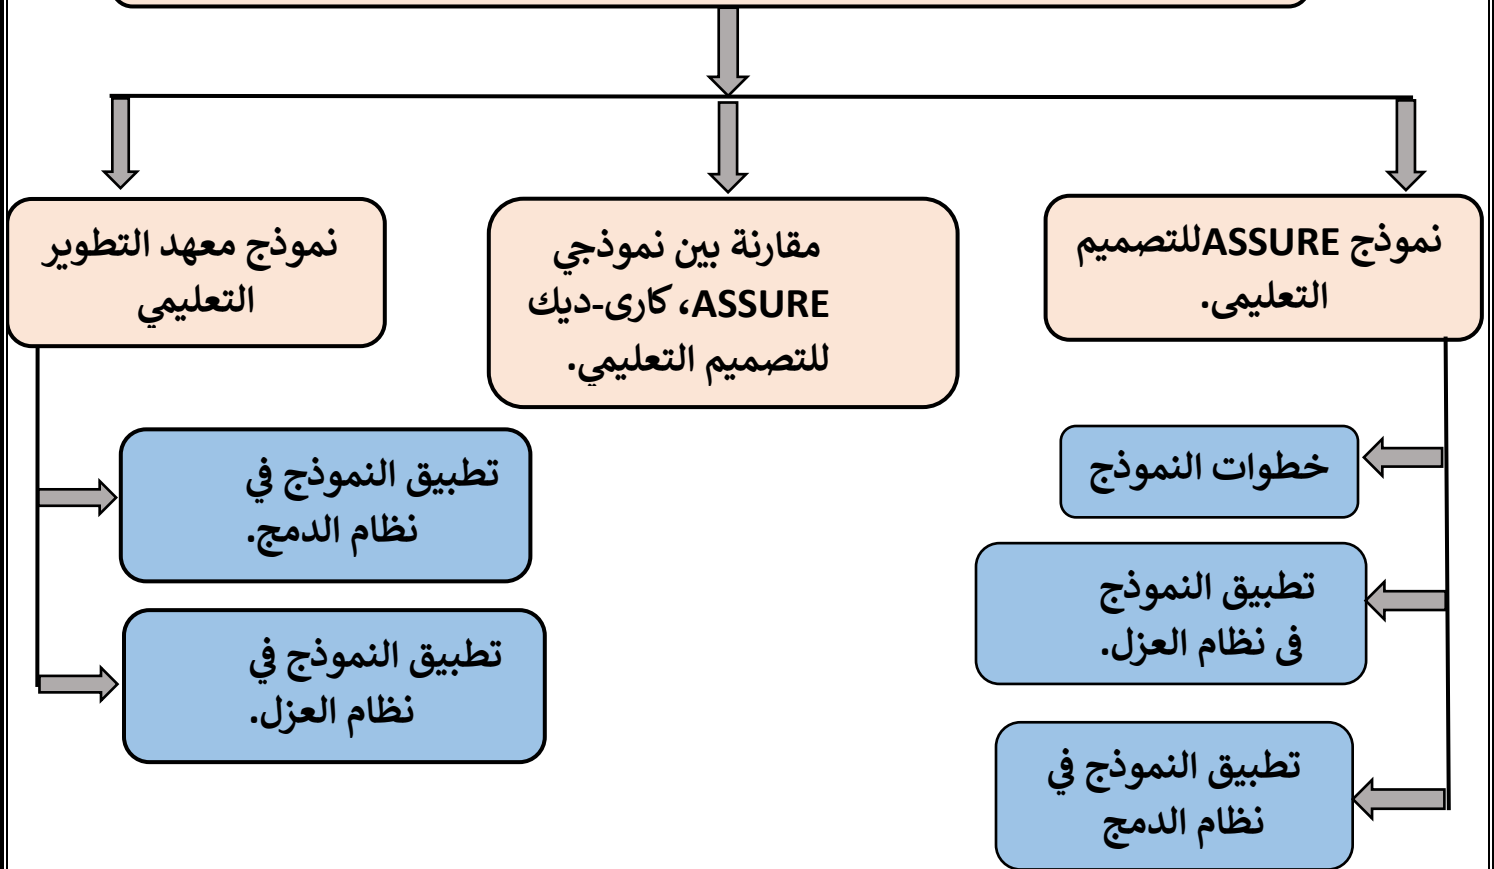 نموذج ASSUREللتصميم
التعليمى.
مقارنة بين نموذجي
ASSURE، كارى-ديك
للتصميم التعليمي.
نموذج معهد التطوير
التعليمي
خطوات النموذج
تطبيق النموذج
فى نظام العزل.
تطبيق النموذج في
نظام الدمج
تطبيق النموذج في
نظام الدمج.
تطبيق النموذج في
نظام العزل.